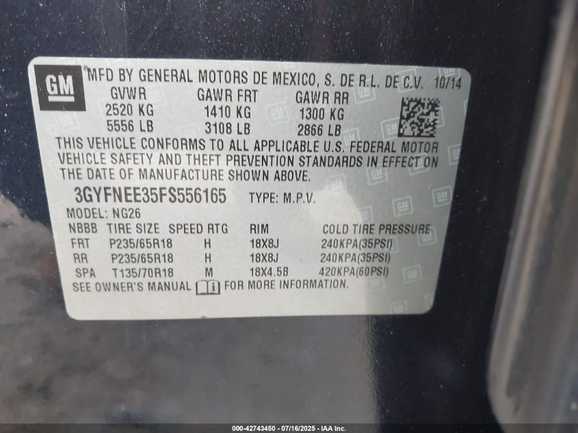 GM
MFD BY GENERAL MOTORS DE MEXICO, S. DE R.L. DE C.V. 10/14
GVWR GAWR FRT GAWR RR
2520 KG 1410 KG 1300 KG
5556 LB 3108 LB 2866 LB
THIS VEHICLE CONFORMS TO ALL APPLICABLE U.S. FEDERAL MOTOR
VEHICLE SAFETY AND THEFT PREVENTION STANDARDS IN EFFECT ON
THE DATE OF MANUFACTURE SHOWN ABOVE.
3GYFNEE35FS556165 TYPE: M.P.V.
MODEL: NG26
NBBB TIRE SIZE SPEED RTG RIM COLD TIRE PRESSURE
FRT P235/65R18 H 18X8J 240KPA(35PSI)
RR P235/65R18 H 18X8J 240KPA(35PSI)
SPA T135/70R18 M 18X4.5B 420KPA(60PSI)
SEE OWNER'S MANUAL FOR MORE INFORMATION.
000-42743450 - 07/16/2025 - IAA Inc.